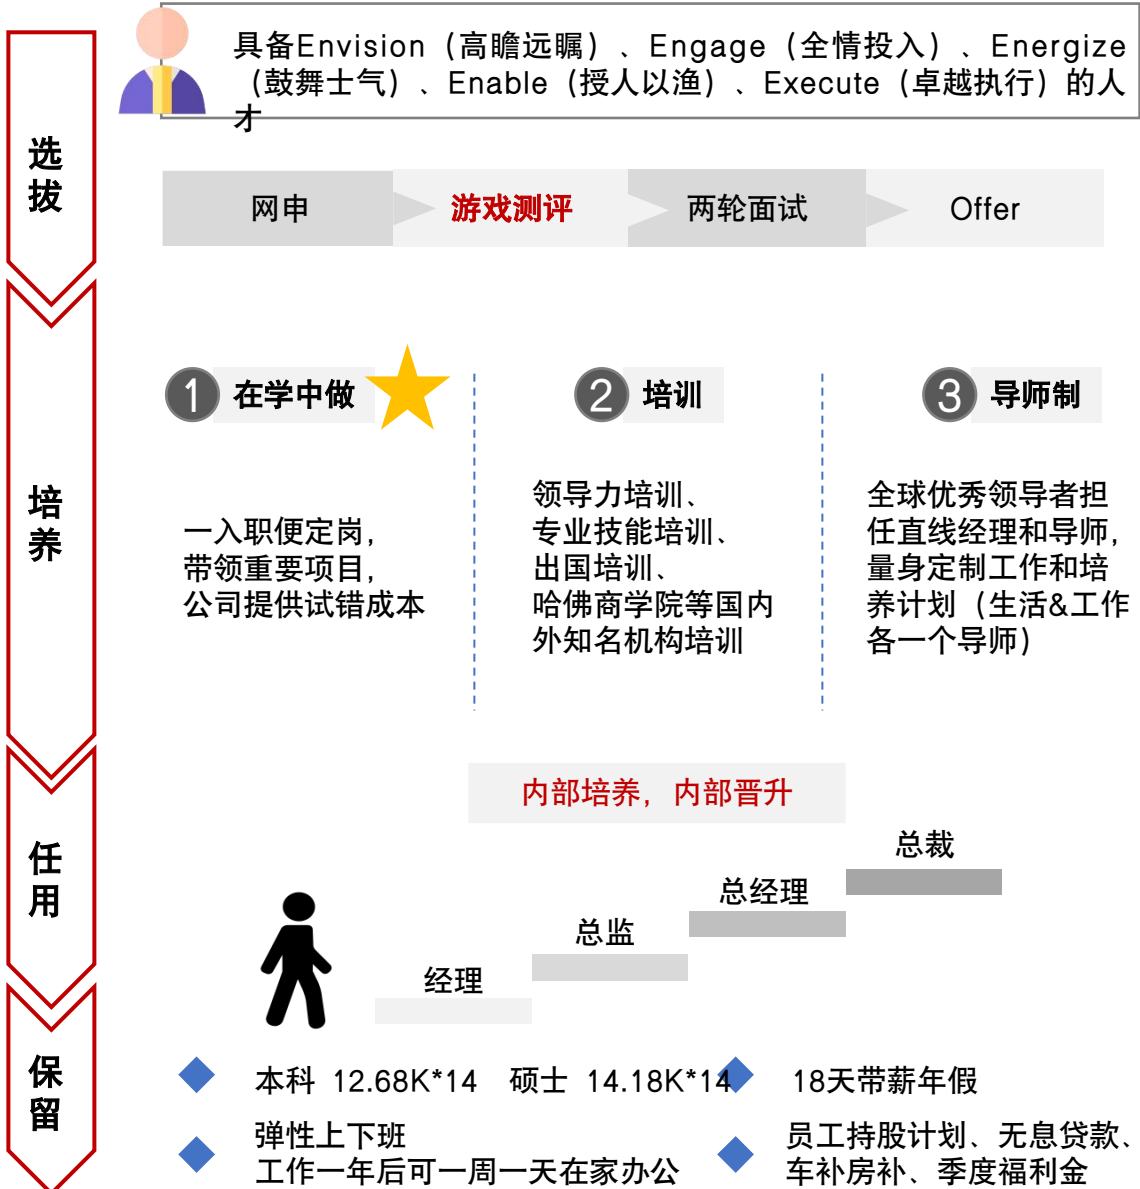 具备Envision（高瞻远瞩）、Engage（全情投入）、Energize
（鼓舞士气）、Enable（授人以渔）、Execute（卓越执行）的人
才
选
拔
网申
游戏测评
两轮面试
Offer
培
养
1 在学中做
一入职便定岗，
带领重要项目，
公司提供试错成本
2 培训
领导力培训、
专业技能培训、
出国培训、
哈佛商学院等国内
外知名机构培训
3 导师制
全球优秀领导者担
任直线经理和导师，
量身定制工作和培
养计划（生活&工作
各一个导师）
任
用
内部培养，内部晋升
经理
总监
总经理
总裁
保
留
本科 12.68K*14 硕士 14.18K*14
18天带薪年假
弹性上下班
工作一年后可一周一天在家办公
员工持股计划、无息贷款、
车补房补、季度福利金